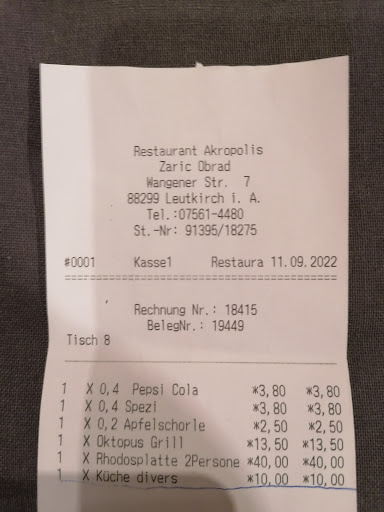 Restaurant Akropolis
Zaric Obrad
Wangener Str. 7
88299 Leutkirch i. A.
Tel.:07561-4480
St.-Nr: 91395/18275
#0001 Kasse1 Restaura 11.09.2022
========================================
Rechnung Nr.: 18415
BelegNr.: 19449
Tisch 8
1 X 0,4 Pepsi Cola *3,80 *3,80
1 X 0,4 Spezi *3,80 *3,80
1 X 0,2 Apfelschorle *2,50 *2,50
1 X Oktopus Grill *13,50 *13,50
1 X Rhodosplatte 2Persone *40,00 *40,00
1 X Küche divers *10,00 *10,00